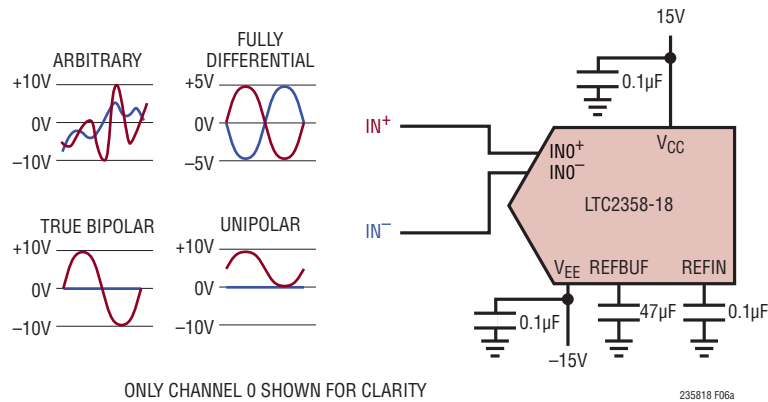 ARBITRARY
+10V
0V
–10V
FULLY
DIFFERENTIAL
+5V
0V
–5V
TRUE BIPOLAR
+10V
0V
–10V
UNIPOLAR
+10V
0V
–10V
IN+
IN–
15V
0.1µF
VCC
IN0+
IN0–
LTC2358-18
VEE
REFBUF
REFIN
0.1µF
47µF
0.1µF
–15V
ONLY CHANNEL 0 SHOWN FOR CLARITY
235818 F06a